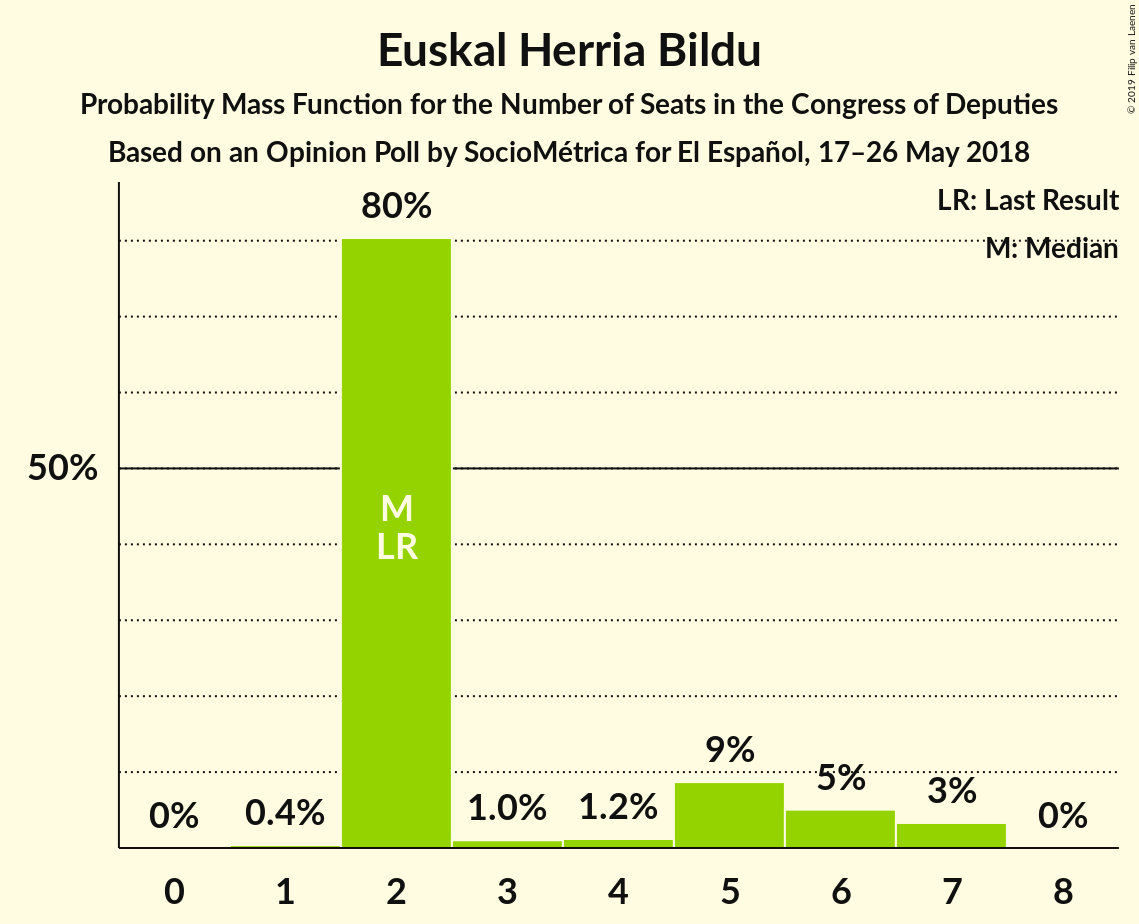 Euskal Herria Bildu
Probability Mass Function for the Number of Seats in the Congress of Deputies
Based on an Opinion Poll by SocioMétrica for El Español, 17–26 May 2018
© 2019 Filip van Laenen
LR: Last Result
M: Median
80%
50%
M
LR
0%
0.4%
1.0%
1.2%
9%
5%
3%
0%
0 1 2 3 4 5 6 7 8